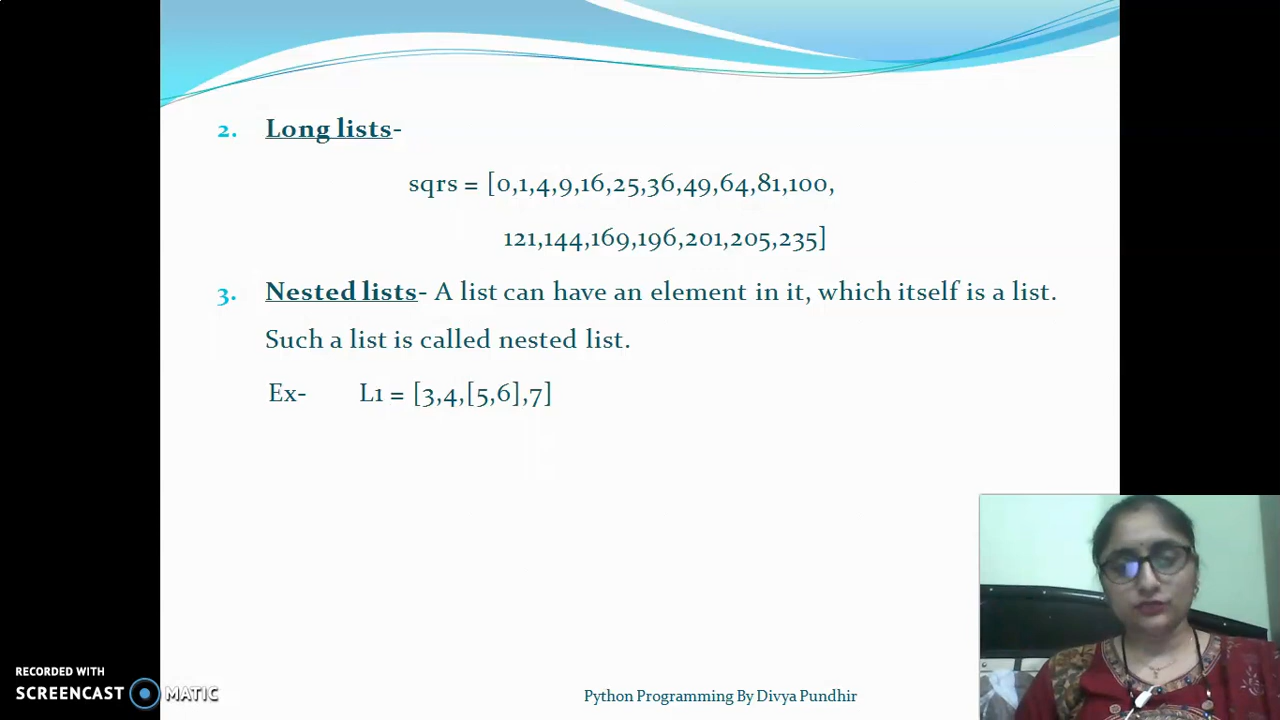 2. Long lists-
sqrs = [0,1,4,9,16,25,36,49,64,81,100,
121,144,169,196,201,205,235]
3. Nested lists- A list can have an element in it, which itself is a list.
Such a list is called nested list.
Ex- L1 = [3,4,[5,6],7]
RECORDED WITH
SCREENCAST MATIC
Python Programming By Divya Pundhir